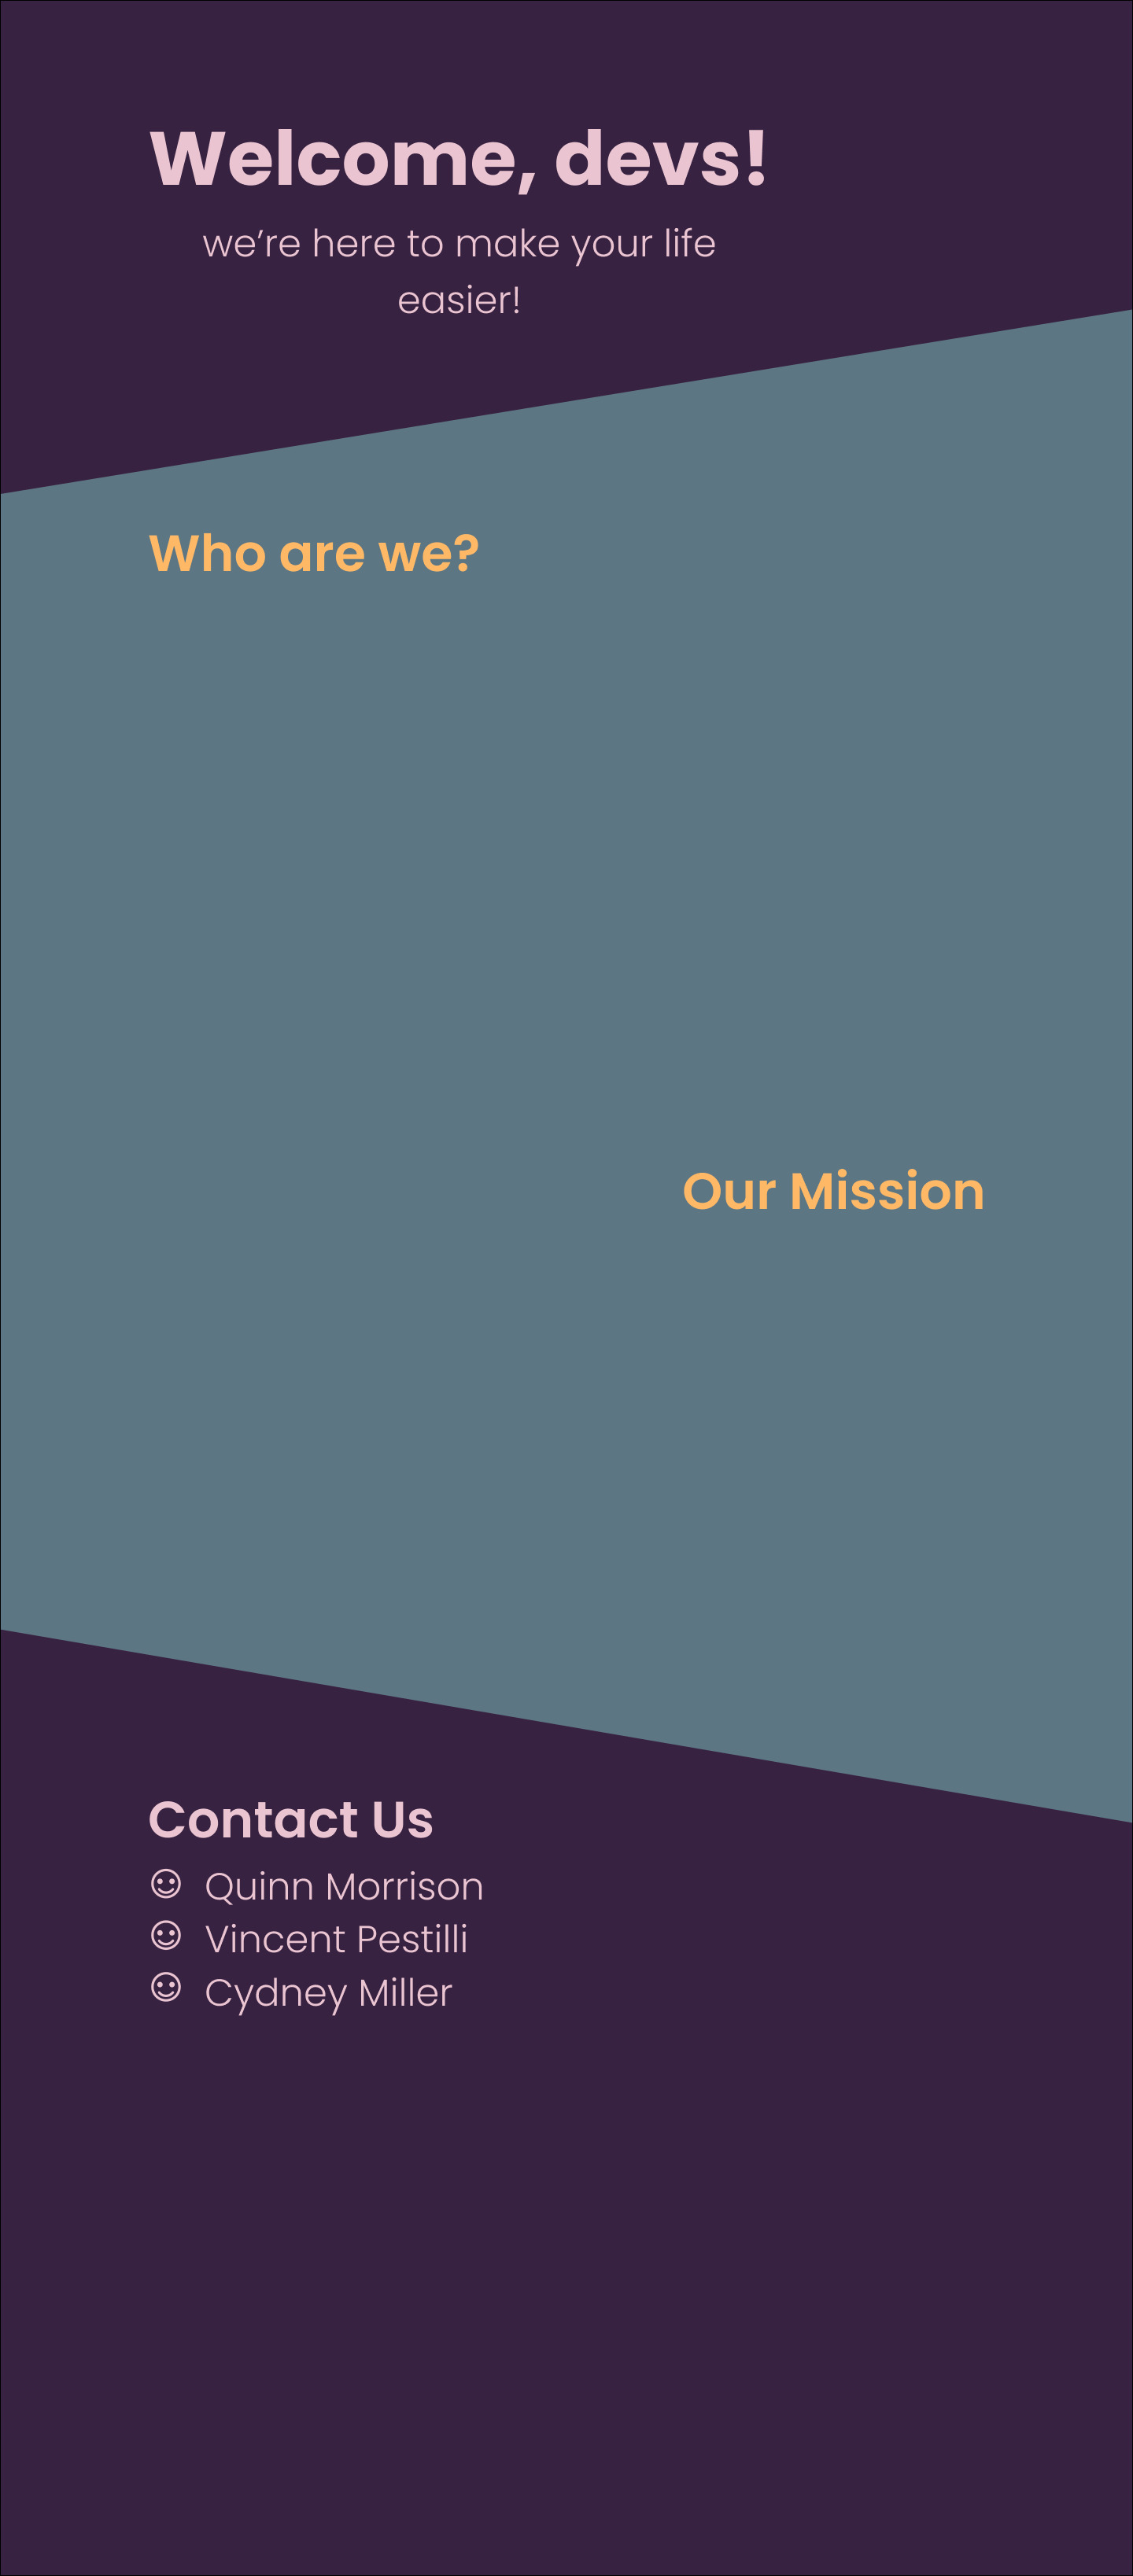 Welcome, devs!
we’re here to make your life
easier!
Who are we?
Our Mission
Contact Us
Quinn Morrison
Vincent Pestilli
Cydney Miller